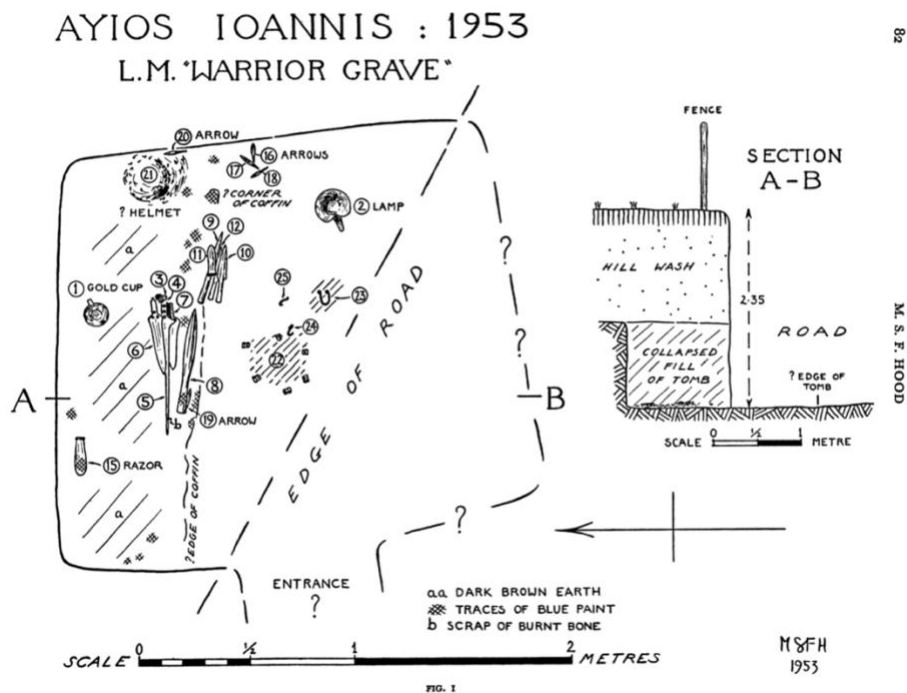 AYIOS IOANNIS : 1953
L.M. "WARRIOR GRAVE"
82
M. S. F. HOOD
20 ARROW
16 ARROWS
17
18
21
? HELMET
? CORNER
OF COFFIN
2 LAMP
9
12
11
10
a
1 GOLD CUP
3
4
7
25
23
24
22
6
5
8
a
b
19 ARROW
15 RAZOR
a
? EDGE OF COFFIN
EDGE OF ROAD
?
?
?
A
B
ENTRANCE
?
FENCE
SECTION
A-B
HILL WASH
2·35
COLLAPSED
FILL
OF TOMB
ROAD
? EDGE OF
TOMB
SCALE 0 ½ 1 METRE
aa DARK BROWN EARTH
TRACES OF BLUE PAINT
b SCRAP OF BURNT BONE
SCALE 0 ½ 1 2 METRES
MSFH
1953
FIG. I